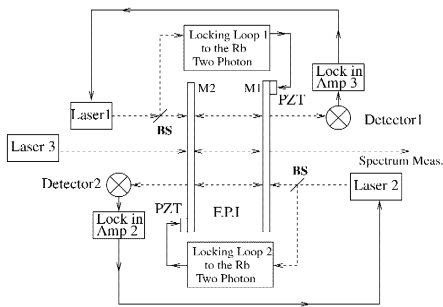 Locking Loop 1
to the Rb
Two Photon
Lock in
Amp 3
M2
M1
PZT
Laser1
BS
Detector1
Laser 3
Spectrum Meas.
BS
Detector2
Laser 2
PZT
F.P.I
Lock in
Amp 2
Locking Loop 2
to the Rb
Two Photon